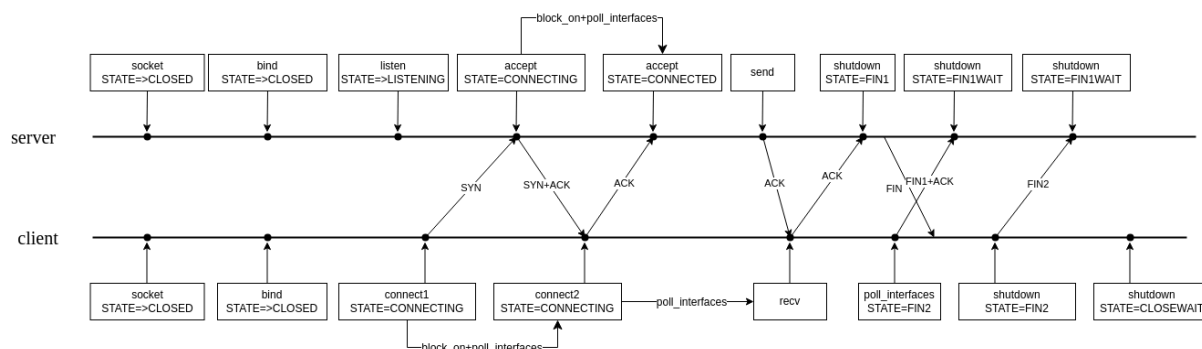 block_on+poll_interfaces
socket
STATE=>CLOSED
bind
STATE=>CLOSED
listen
STATE=>LISTENING
accept
STATE=CONNECTING
accept
STATE=CONNECTED
send
shutdown
STATE=FIN1
shutdown
STATE=FIN1WAIT
shutdown
STATE=FIN1WAIT
server
SYN
SYN+ACK
ACK
ACK
ACK
FIN
FIN1+ACK
FIN2
client
socket
STATE=>CLOSED
bind
STATE=>CLOSED
connect1
STATE=CONNECTING
connect2
STATE=CONNECTING
poll_interfaces
recv
poll_interfaces
STATE=FIN2
shutdown
STATE=FIN2
shutdown
STATE=CLOSEWAIT
block_on+poll_interfaces